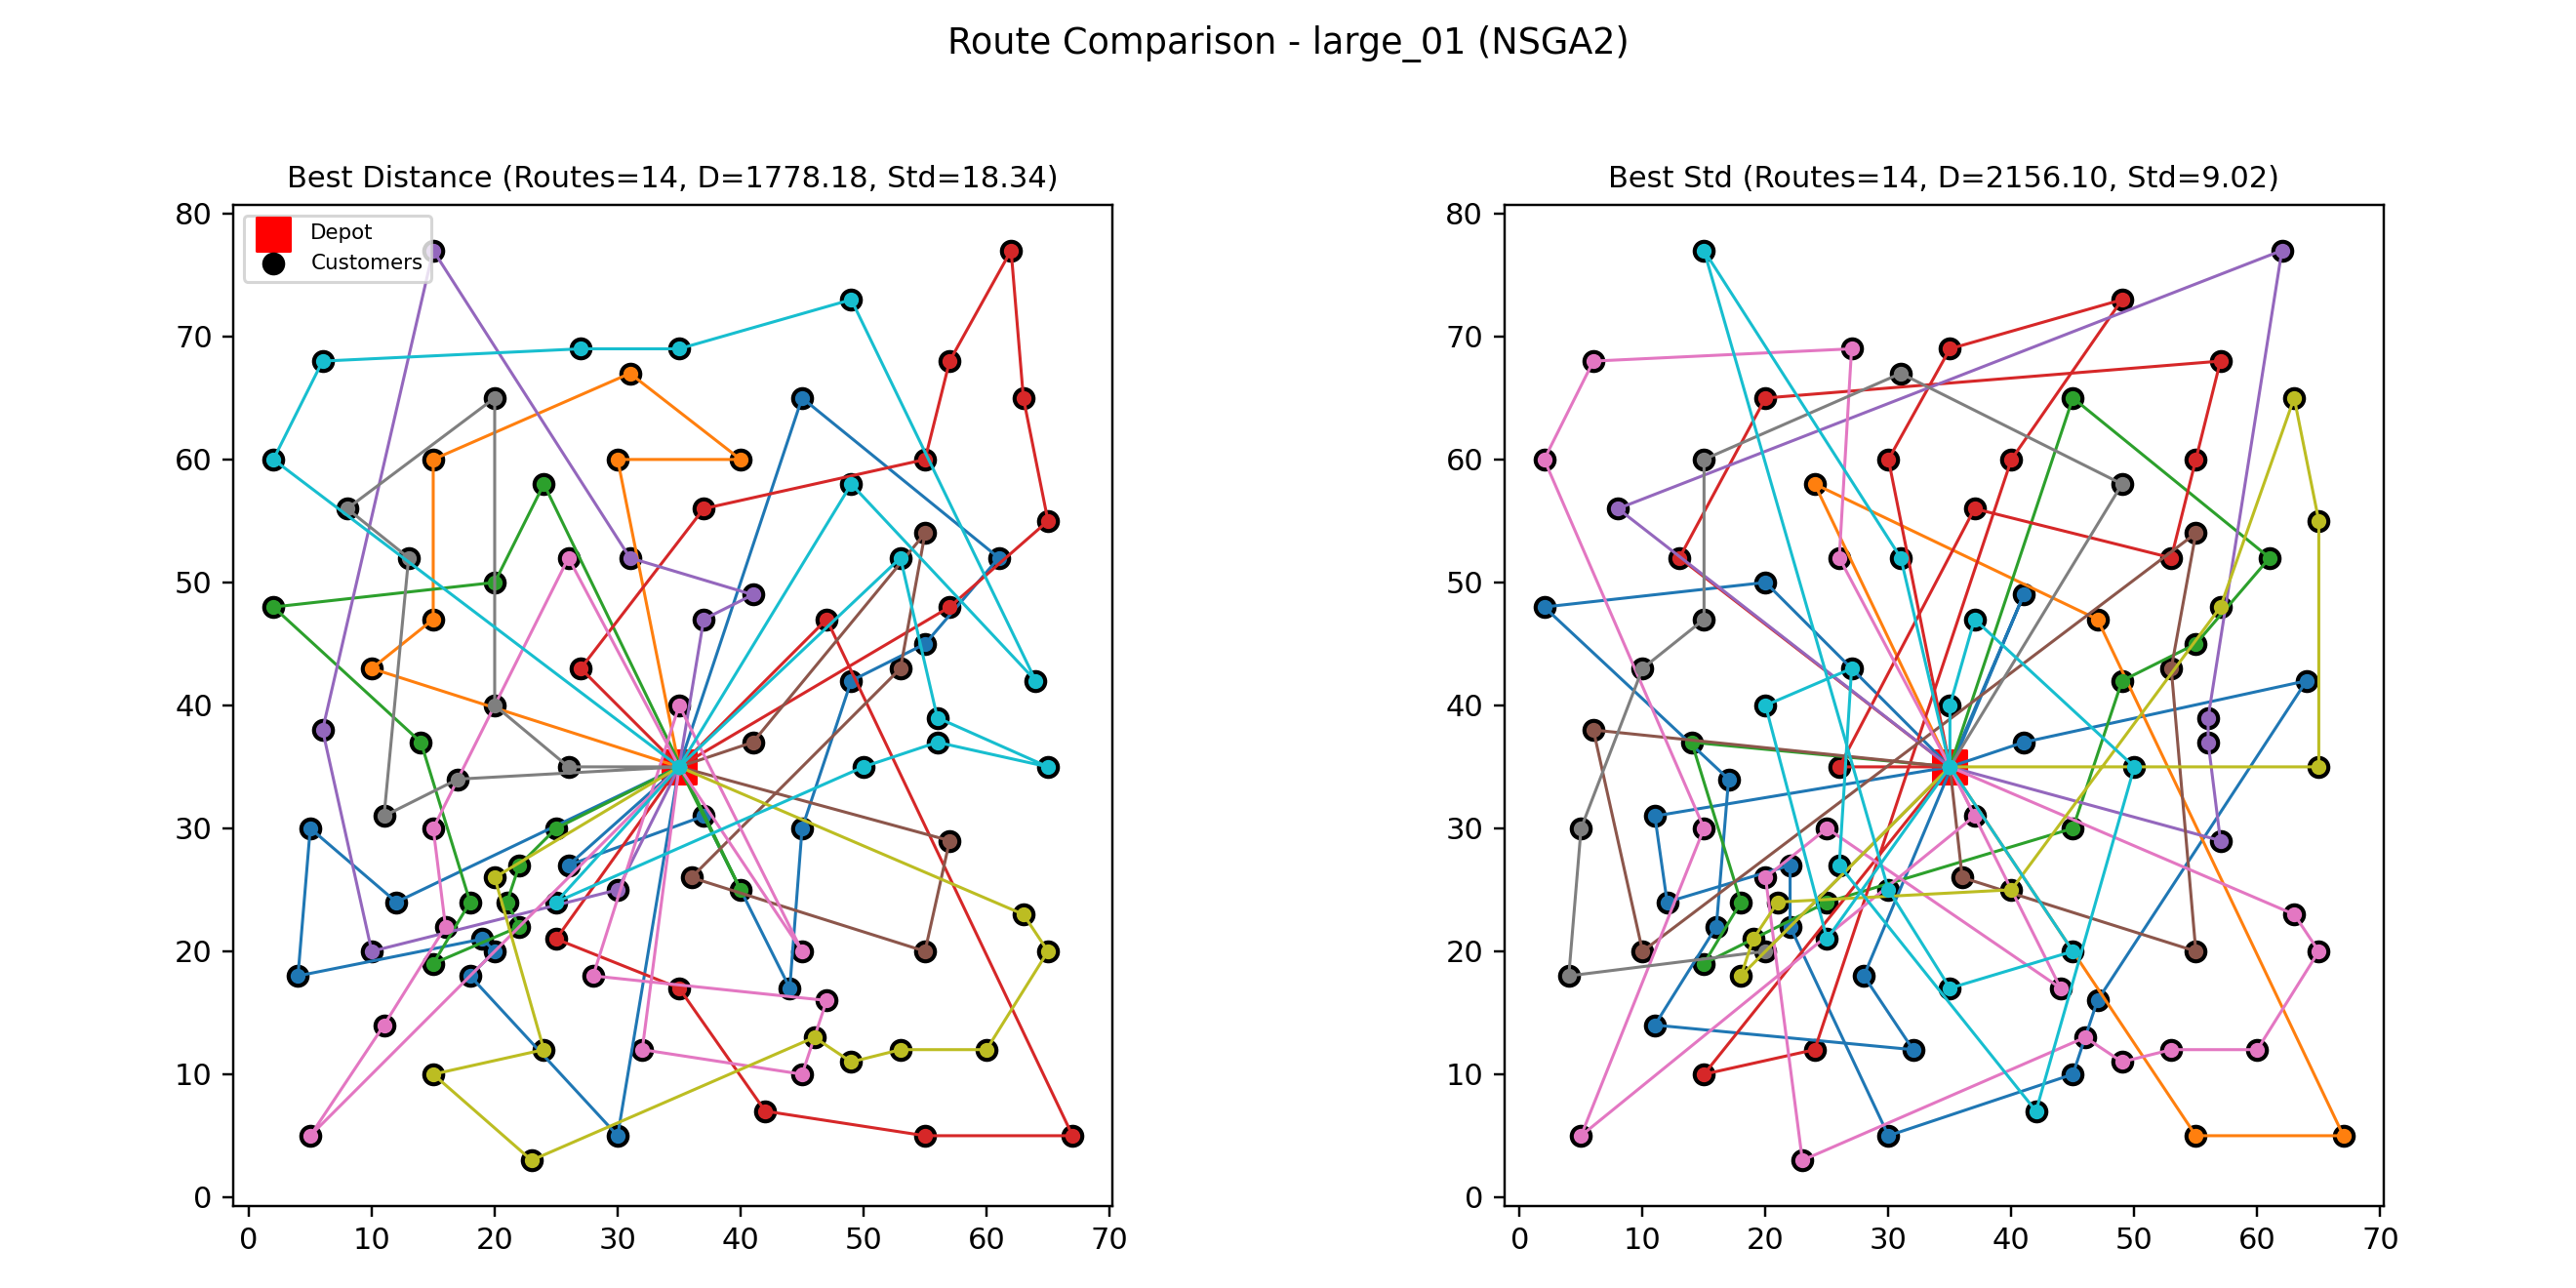 Route Comparison - large_01 (NSGA2)
Best Distance (Routes=14, D=1778.18, Std=18.34)
80
70
60
50
40
30
20
10
0
0 10 20 30 40 50 60 70
Depot
Customers
Best Std (Routes=14, D=2156.10, Std=9.02)
80
70
60
50
40
30
20
10
0
0 10 20 30 40 50 60 70